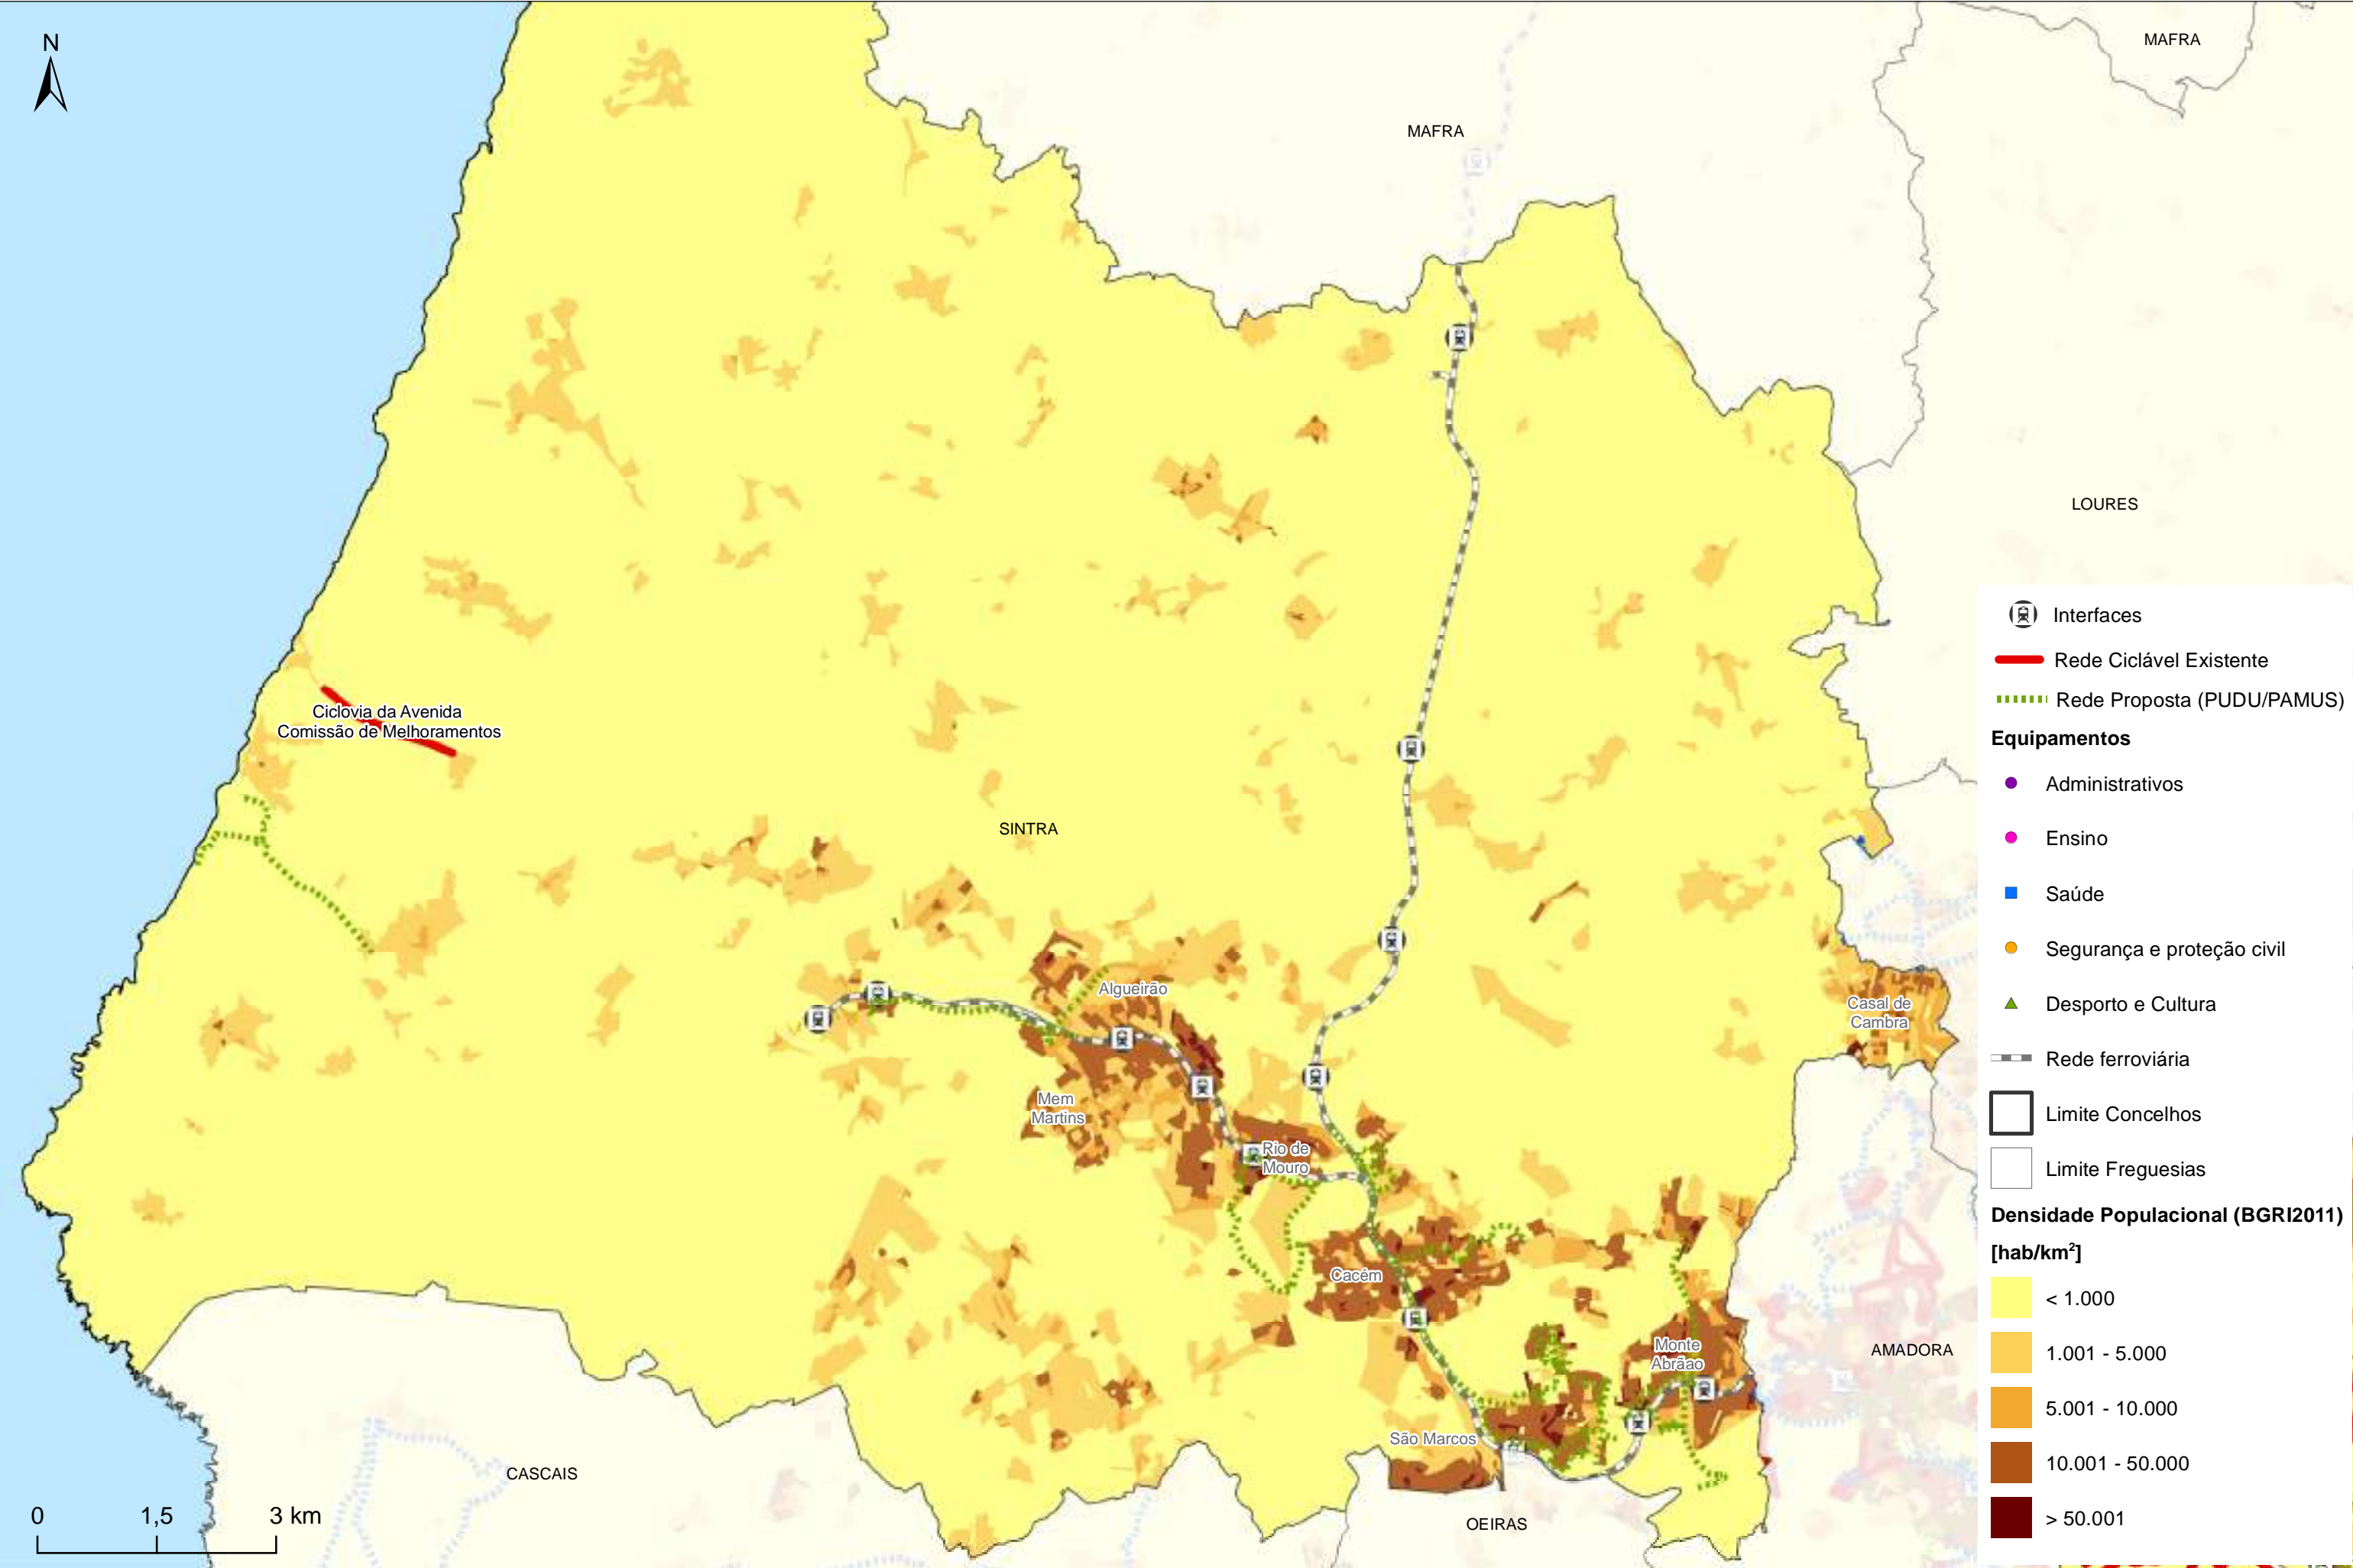 N
MAFRA
MAFRA
LOURES
Ciclovia da Avenida
Comissão de Melhoramentos
SINTRA
Algueirão
Mem
Martins
Rio de
Mouro
Cacém
Casal de
Cambra
Monte
Abrãao
São Marcos
AMADORA
CASCAIS
OEIRAS
0 1,5 3 km
Interfaces
Rede Ciclável Existente
Rede Proposta (PUDU/PAMUS)
Equipamentos
Administrativos
Ensino
Saúde
Segurança e proteção civil
Desporto e Cultura
Rede ferroviária
Limite Concelhos
Limite Freguesias
Densidade Populacional (BGRI2011)
[hab/km²]
< 1.000
1.001 - 5.000
5.001 - 10.000
10.001 - 50.000
> 50.001